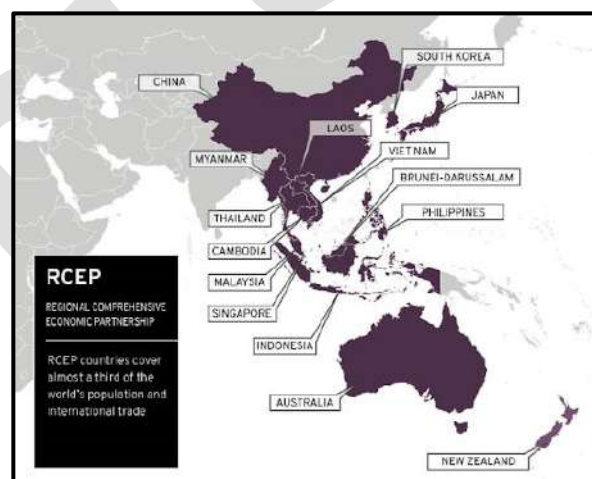 SOUTH KOREA
CHINA
JAPAN
LAOS
VIETNAM
MYANMAR
BRUNEI-DARUSSALAM
THAILAND
PHILIPPINES
CAMBODIA
MALAYSIA
SINGAPORE
INDONESIA
AUSTRALIA
NEW ZEALAND
RCEP
REGIONAL COMPREHENSIVE
ECONOMIC PARTNERSHIP
RCEP countries cover
almost a third of the
world's population and
international trade